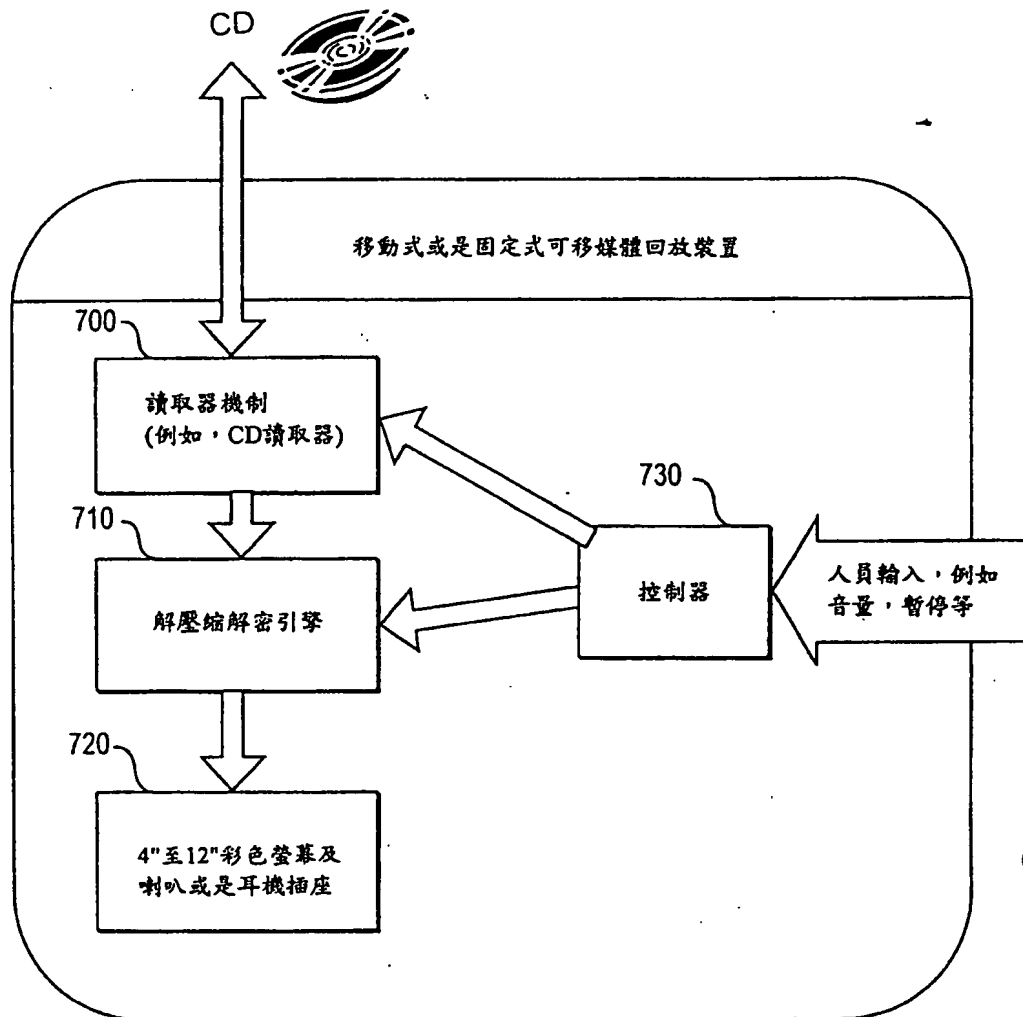 CD
移動式或是固定式可移媒體回放裝置
700
讀取器機制
(例如，CD讀取器)
710
解壓縮解密引擎
720
4"至12"彩色螢幕及
喇叭或是耳機插座
730
控制器
人員輸入，例如
音量，暫停等